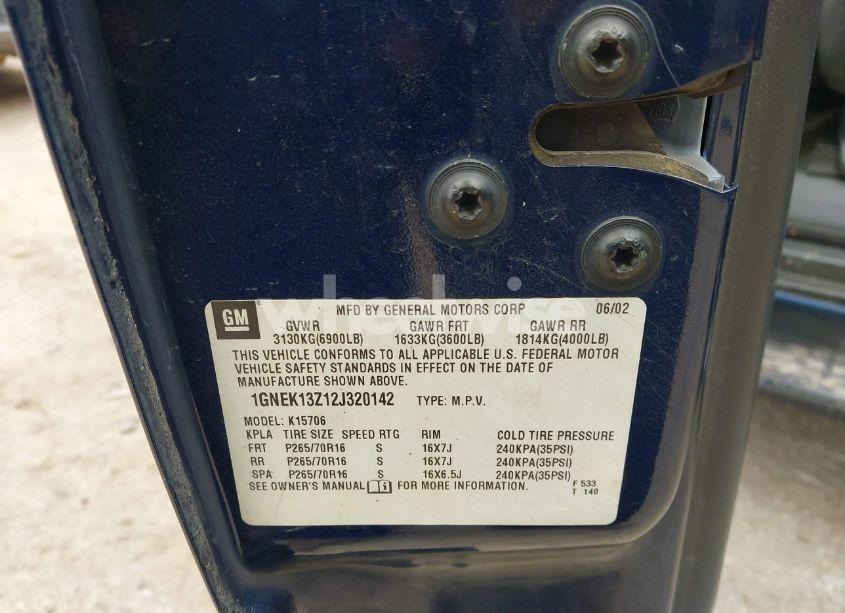 wheelwise
GM MFD BY GENERAL MOTORS CORP 06/02
GVWR GAWR FRT GAWR RR
3130KG(6900LB) 1633KG(3600LB) 1814KG(4000LB)
THIS VEHICLE CONFORMS TO ALL APPLICABLE U.S. FEDERAL MOTOR
VEHICLE SAFETY STANDARDS IN EFFECT ON THE DATE OF
MANUFACTURE SHOWN ABOVE.
1GNEK13Z12J320142 TYPE: M.P.V.
MODEL: K15706
KPLA TIRE SIZE SPEED RTG RIM COLD TIRE PRESSURE
FRT P265/70R16 S 16X7J 240KPA(35PSI)
RR P265/70R16 S 16X7J 240KPA(35PSI)
SPA P265/70R16 S 16X6.5J 240KPA(35PSI)
SEE OWNER'S MANUAL FOR MORE INFORMATION.
F 533
T 140